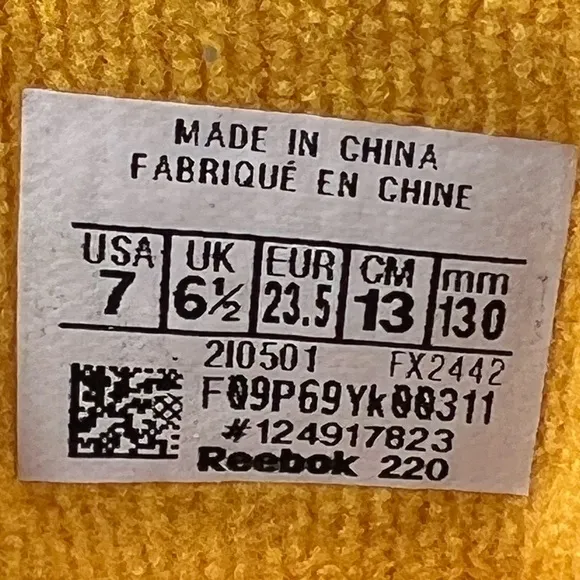 MADE IN CHINA
FABRIQUÉ EN CHINE
USA UK EUR CM mm
7 6½ 23.5 13 130
210501 FX2442
F09P69Yk00311
#124917823
Reebok 220